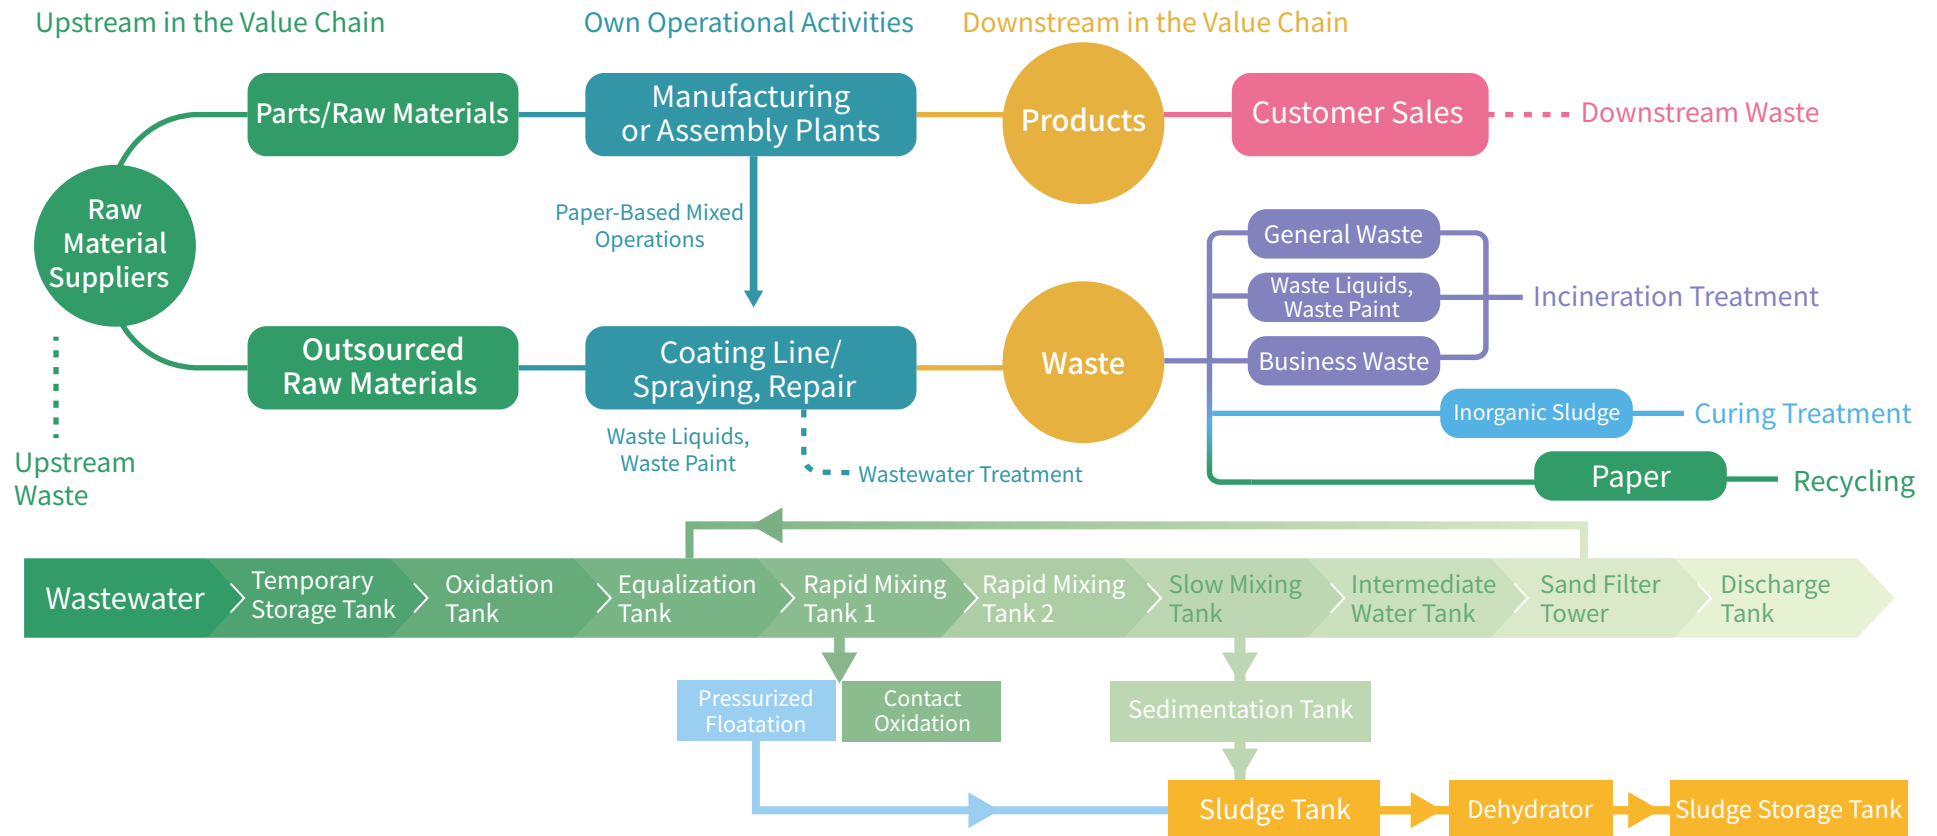 Upstream in the Value Chain
Own Operational Activities
Downstream in the Value Chain
Parts/Raw Materials
Manufacturing
or Assembly Plants
Products
Customer Sales
Downstream Waste
Raw
Material
Suppliers
Paper-Based Mixed
Operations
General Waste
Waste Liquids,
Waste Paint
Business Waste
Incineration Treatment
Outsourced
Raw Materials
Coating Line/
Spraying, Repair
Waste
Inorganic Sludge
Curing Treatment
Waste Liquids,
Waste Paint
Wastewater Treatment
Paper
Recycling
Upstream
Waste
Wastewater
Temporary
Storage Tank
Oxidation
Tank
Equalization
Tank
Rapid Mixing
Tank 1
Rapid Mixing
Tank 2
Slow Mixing
Tank
Intermediate
Water Tank
Sand Filter
Tower
Discharge
Tank
Pressurized
Floatation
Contact
Oxidation
Sedimentation Tank
Sludge Tank
Dehydrator
Sludge Storage Tank